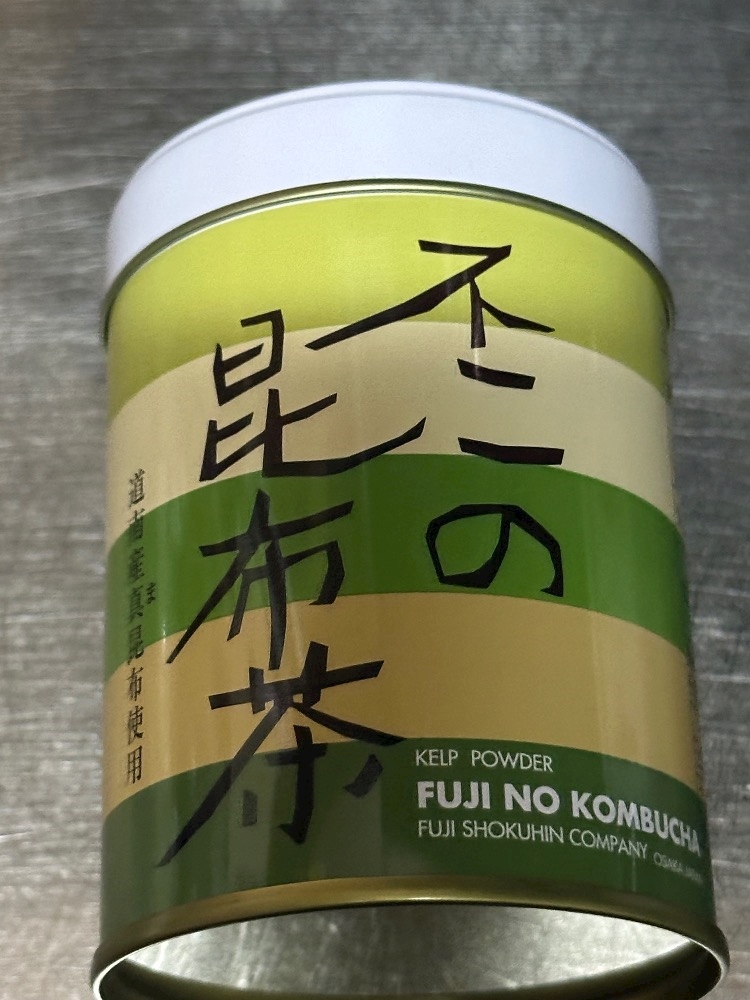 不二の
昆布茶
道南産真昆布使用
ま
KELP POWDER
FUJI NO KOMBUCHA
FUJI SHOKUHIN COMPANY OSAKA JAPAN